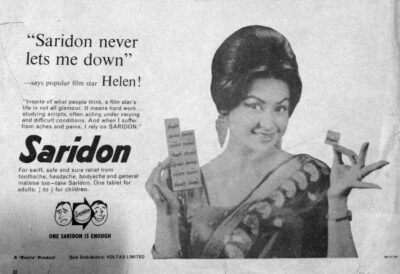 "Saridon never
lets me down"
—says popular film star Helen!
"Inspite of what people think, a film star's
life is not all glamour. It means hard work...
studying scripts, often acting under varying
and difficult conditions. And when I suffer
from aches and pains, I rely on SARIDON."
Saridon
For swift, safe and sure relief from
toothache, headache, bodyache and general
malaise too—take Saridon. One tablet for
adults; to for children.
Saridon
ONE SARIDON IS ENOUGH
A 'Roche' Product Sole Distributors: VOLTAS LIMITED